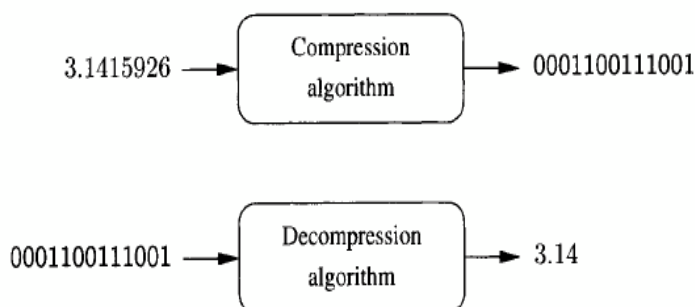 3.1415926
Compression
algorithm
0001100111001
0001100111001
Decompression
algorithm
3.14